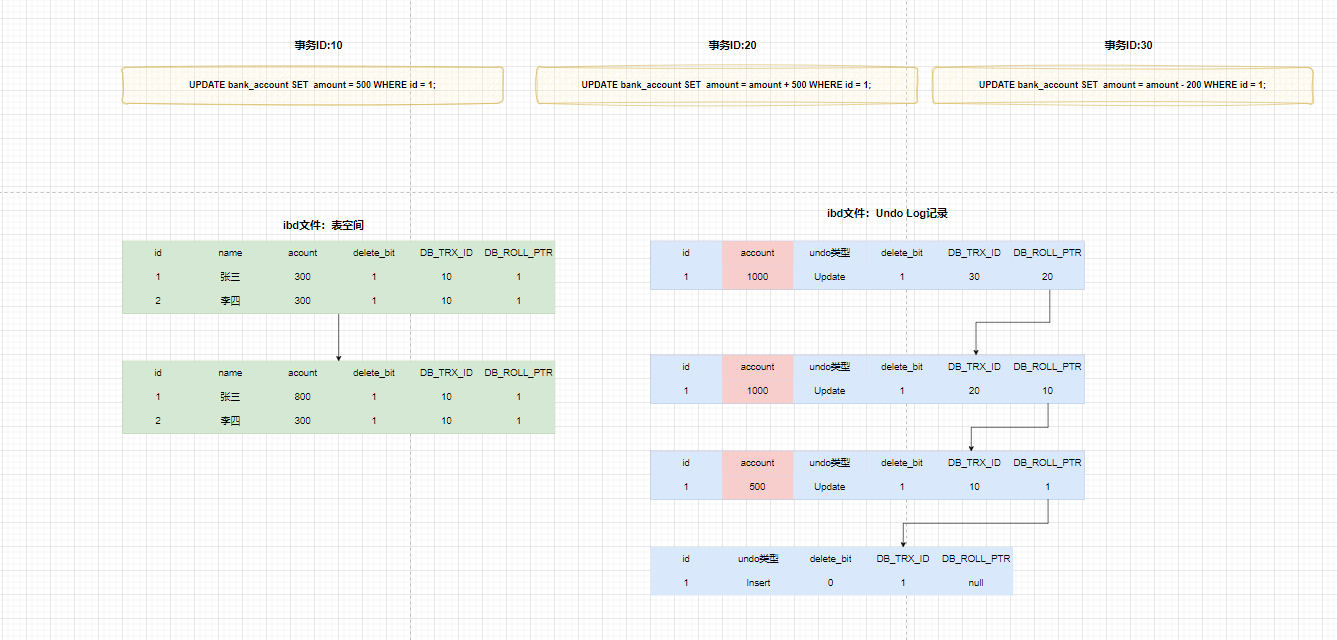 事务ID:10
事务ID:20
事务ID:30
UPDATE bank_account SET amount = 500 WHERE id = 1;
UPDATE bank_account SET amount = amount + 500 WHERE id = 1;
UPDATE bank_account SET amount = amount - 200 WHERE id = 1;
ibd文件：表空间
id name acount delete_bit DB_TRX_ID DB_ROLL_PTR
1 张三 300 1 10 1
2 李四 300 1 10 1
id name acount delete_bit DB_TRX_ID DB_ROLL_PTR
1 张三 800 1 10 1
2 李四 300 1 10 1
ibd文件：Undo Log记录
id account undo类型 delete_bit DB_TRX_ID DB_ROLL_PTR
1 1000 Update 1 30 20
id account undo类型 delete_bit DB_TRX_ID DB_ROLL_PTR
1 1000 Update 1 20 10
id account undo类型 delete_bit DB_TRX_ID DB_ROLL_PTR
1 500 Update 1 10 1
id undo类型 delete_bit DB_TRX_ID DB_ROLL_PTR
1 Insert 0 1 null